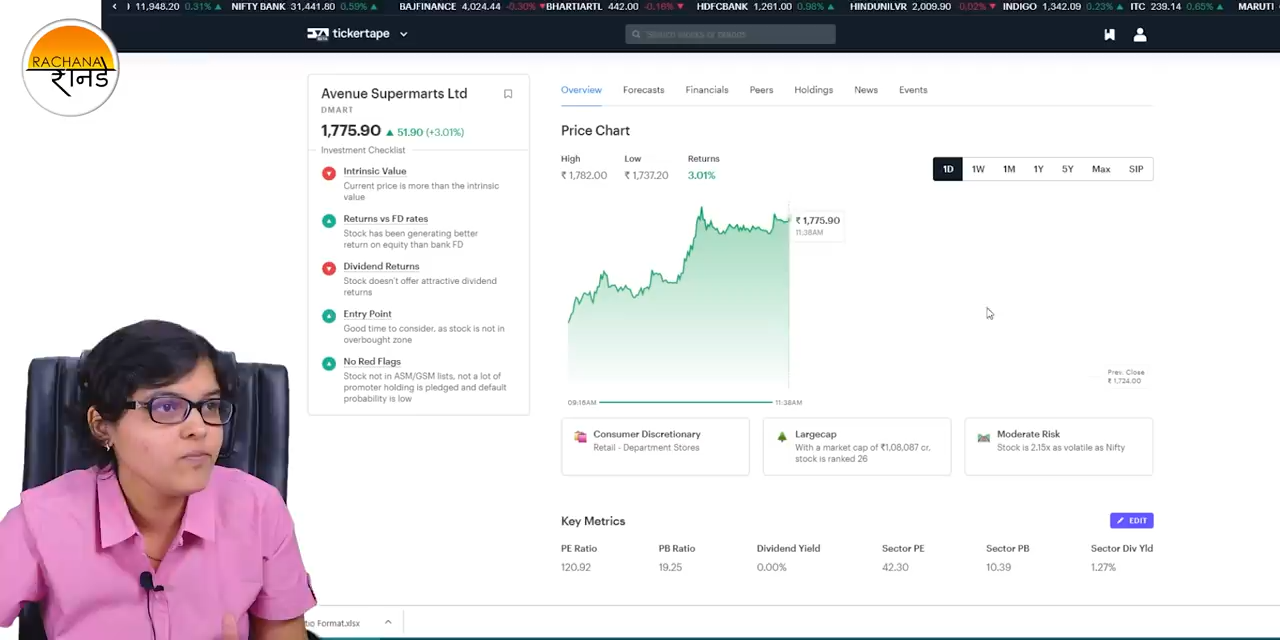 11,948.20 0.31% ▲ NIFTY BANK 31,441.80 0.59% ▲ BAJFINANCE 4,024.44 -0.30% ▼ BHARTIARTL 442.00 -0.16% ▼ HDFCBANK 1,261.00 0.98% ▲ HINDUNILVR 2,009.90 -0.02% ▼ INDIGO 1,342.09 0.23% ▲ ITC 239.14 0.65% ▲ MARUTI
tickertape
Search stocks or
RACHANA
रानडे
Avenue Supermarts Ltd
DMART
1,775.90 ▲ 51.90 (+3.01%)
Investment Checklist
Intrinsic Value
Current price is more than the intrinsic
value
Returns vs FD rates
Stock has been generating better
return on equity than bank FD
Dividend Returns
Stock doesn't offer attractive dividend
returns
Entry Point
Good time to consider, as stock is not in
overbought zone
No Red Flags
Stock not in ASM/GSM lists, not a lot of
promoter holding is pledged and default
probability is low
Overview Forecasts Financials Peers Holdings News Events
Price Chart
High Low Returns
₹ 1,782.00 ₹ 1,737.20 3.01%
1D 1W 1M 1Y 5Y Max SIP
₹ 1,775.90
11:38AM
Prev. Close
₹ 1,724.00
09:16AM 11:38AM
Consumer Discretionary
Retail - Department Stores
Largecap
With a market cap of ₹1,08,087 cr,
stock is ranked 26
Moderate Risk
Stock is 2.15x as volatile as Nifty
Key Metrics
EDIT
PE Ratio PB Ratio Dividend Yield Sector PE Sector PB Sector Div Yld
120.92 19.25 0.00% 42.30 10.39 1.27%
tio Format.xlsx